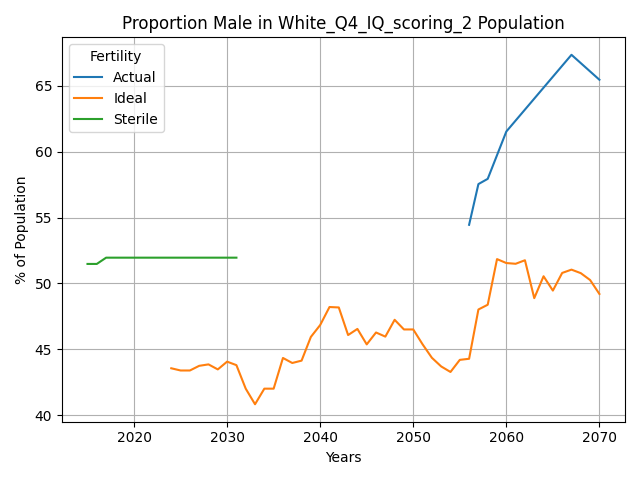 Proportion Male in White_Q4_IQ_scoring_2 Population
Fertility
Actual
Ideal
Sterile
% of Population
65
60
55
50
45
40
2020 2030 2040 2050 2060 2070
Years